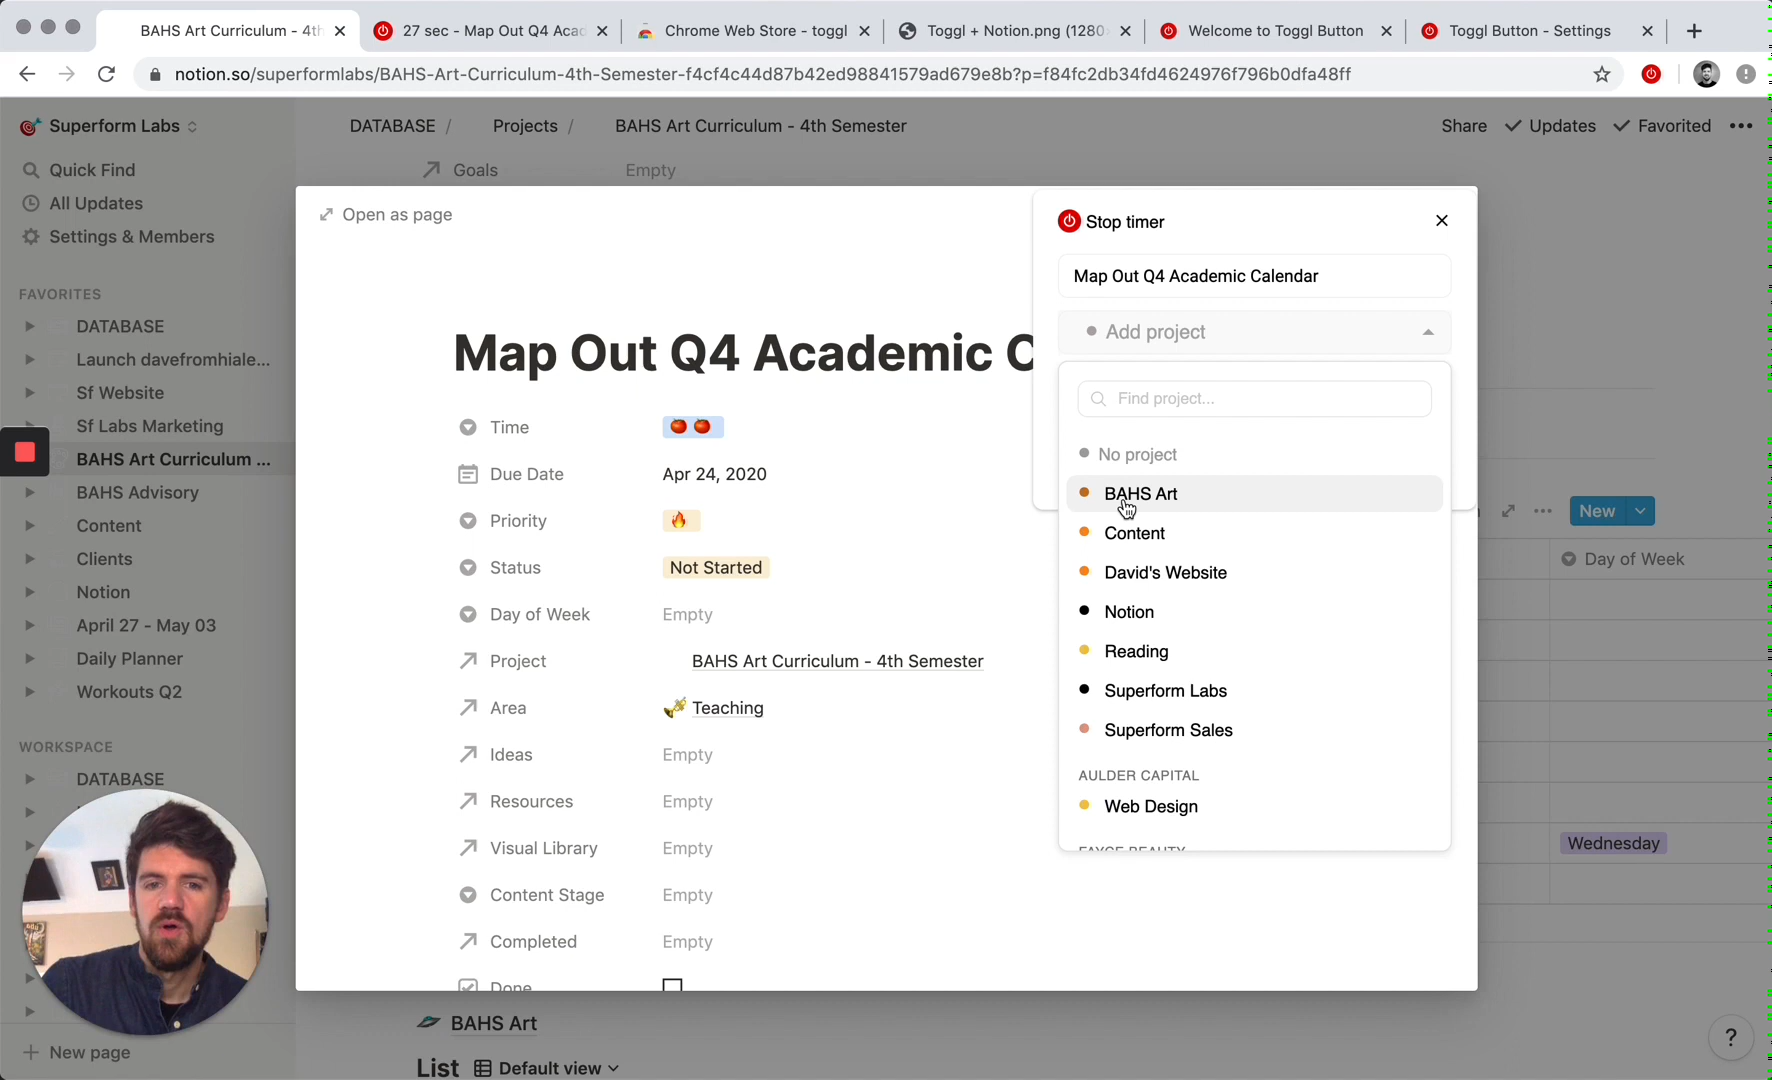 BAHS Art Curriculum - 4th
27 sec - Map Out Q4 Acad
Chrome Web Store - toggl
Toggl + Notion.png (1280
Welcome to Toggl Button
Toggl Button - Settings
notion.so/superformlabs/BAHS-Art-Curriculum-4th-Semester-f4cf4c44d87b42ed98841579ad679e8b?p=f84fc2db34fd4624976f796b0dfa48ff
Superform Labs
DATABASE / Projects / BAHS Art Curriculum - 4th Semester
Share Updates Favorited
Quick Find
All Updates
Settings & Members
FAVORITES
DATABASE
Launch davefromhiale...
Sf Website
Sf Labs Marketing
BAHS Art Curriculum ...
BAHS Advisory
Content
Clients
Notion
April 27 - May 03
Daily Planner
Workouts Q2
WORKSPACE
DATABASE
New page
Goals Empty
Open as page
Map Out Q4 Academic C
Time
Due Date Apr 24, 2020
Priority
Status Not Started
Day of Week Empty
Project BAHS Art Curriculum - 4th Semester
Area Teaching
Ideas Empty
Resources Empty
Visual Library Empty
Content Stage Empty
Completed Empty
Done
Stop timer
Map Out Q4 Academic Calendar
Add project
Find project...
No project
BAHS Art
Content
David's Website
Notion
Reading
Superform Labs
Superform Sales
AULDER CAPITAL
Web Design
New
Day of Week
Wednesday
BAHS Art
List Default view
?